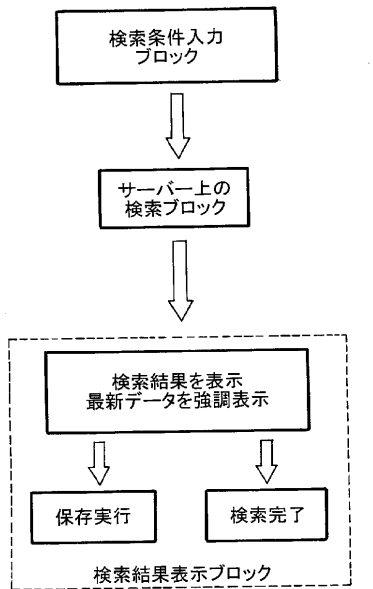 検索条件入力
ブロック
サーバー上の
検索ブロック
検索結果を表示
最新データを強調表示
保存実行
検索完了
検索結果表示ブロック